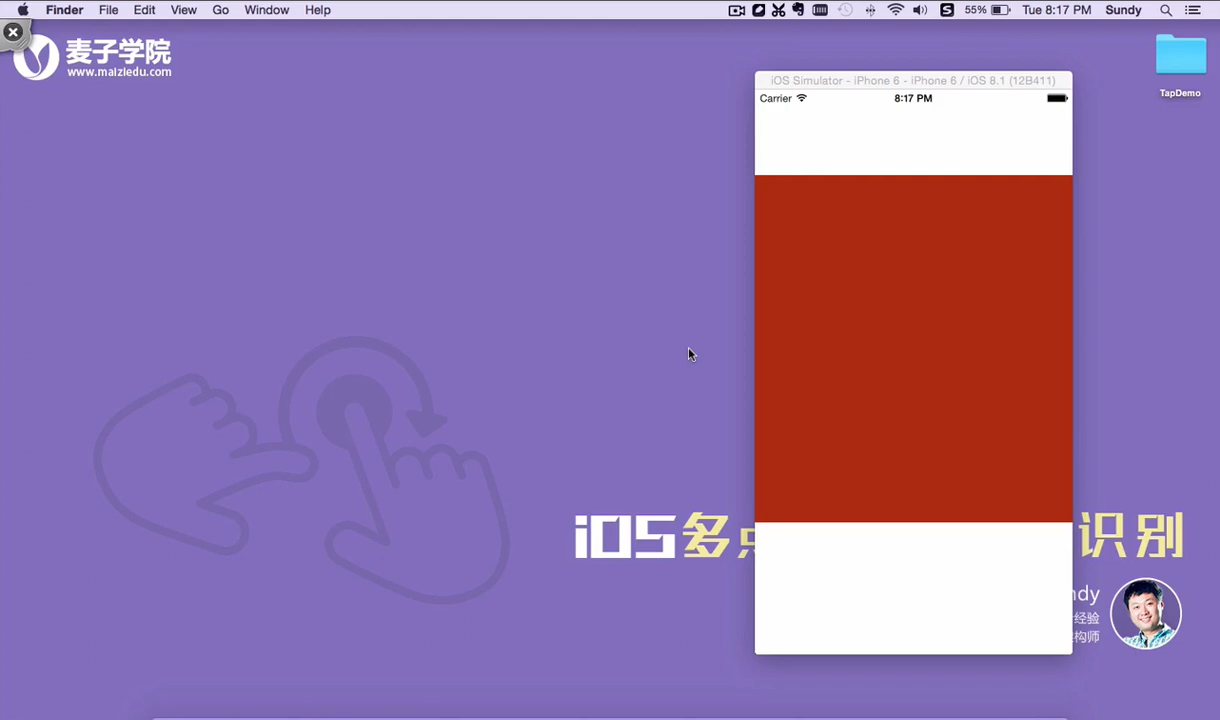 Finder File Edit View Go Window Help 55% Tue 8:17 PM Sundy
麦子学院
www.maiziedu.com
TapDemo
iOS Simulator - iPhone 6 - iPhone 6 / iOS 8.1 (12B411)
Carrier 8:17 PM
iOS多 识别
ndy
经验
构师